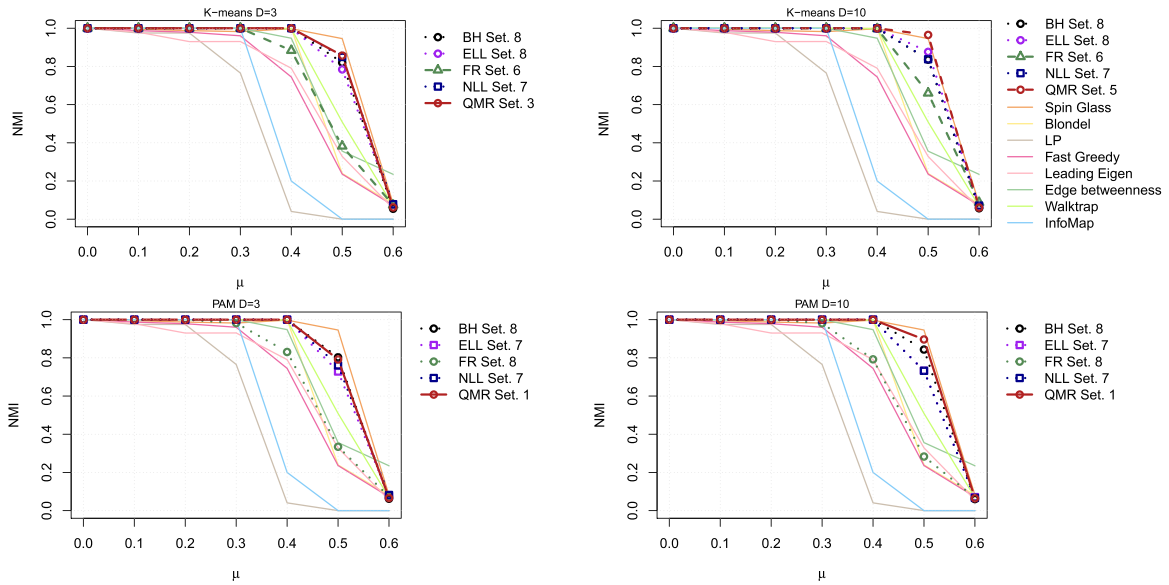 K−means D=3
NMI
0.0 0.2 0.4 0.6 0.8 1.0
0.0 0.1 0.2 0.3 0.4 0.5 0.6
μ
BH Set. 8
ELL Set. 8
FR Set. 6
NLL Set. 7
QMR Set. 3
K−means D=10
NMI
0.0 0.2 0.4 0.6 0.8 1.0
0.0 0.1 0.2 0.3 0.4 0.5 0.6
μ
BH Set. 8
ELL Set. 8
FR Set. 6
NLL Set. 7
QMR Set. 5
Spin Glass
Blondel
LP
Fast Greedy
Leading Eigen
Edge betweenness
Walktrap
InfoMap
PAM D=3
NMI
0.0 0.2 0.4 0.6 0.8 1.0
0.0 0.1 0.2 0.3 0.4 0.5 0.6
μ
BH Set. 8
ELL Set. 7
FR Set. 8
NLL Set. 7
QMR Set. 1
PAM D=10
NMI
0.0 0.2 0.4 0.6 0.8 1.0
0.0 0.1 0.2 0.3 0.4 0.5 0.6
μ
BH Set. 8
ELL Set. 7
FR Set. 8
NLL Set. 7
QMR Set. 1